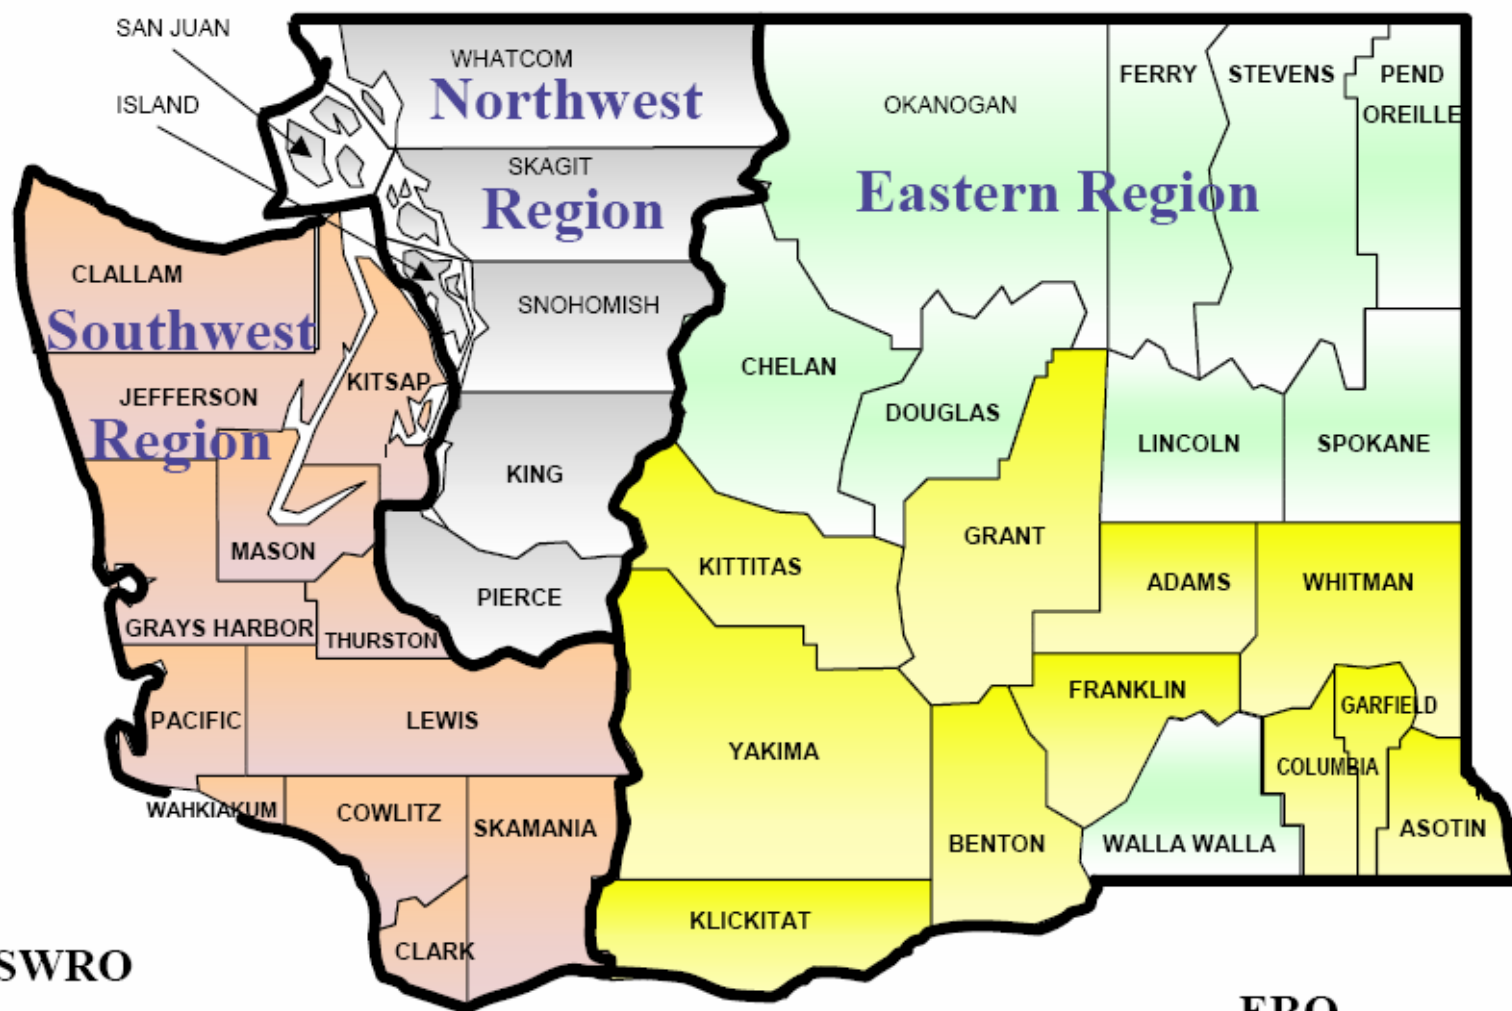 SAN JUAN
WHATCOM
FERRY
STEVENS
PEND
OREILLE
ISLAND
Northwest
OKANOGAN
SKAGIT
Region
Eastern Region
CLALLAM
SNOHOMISH
Southwest
CHELAN
JEFFERSON
KITSAP
DOUGLAS
Region
LINCOLN
SPOKANE
KING
GRANT
MASON
KITTITAS
ADAMS
WHITMAN
PIERCE
GRAYS HARBOR
THURSTON
FRANKLIN
GARFIELD
PACIFIC
LEWIS
YAKIMA
COLUMBIA
WAHKIAKUM
COWLITZ
SKAMANIA
BENTON
WALLA WALLA
ASOTIN
KLICKITAT
CLARK
SWRO
ERO